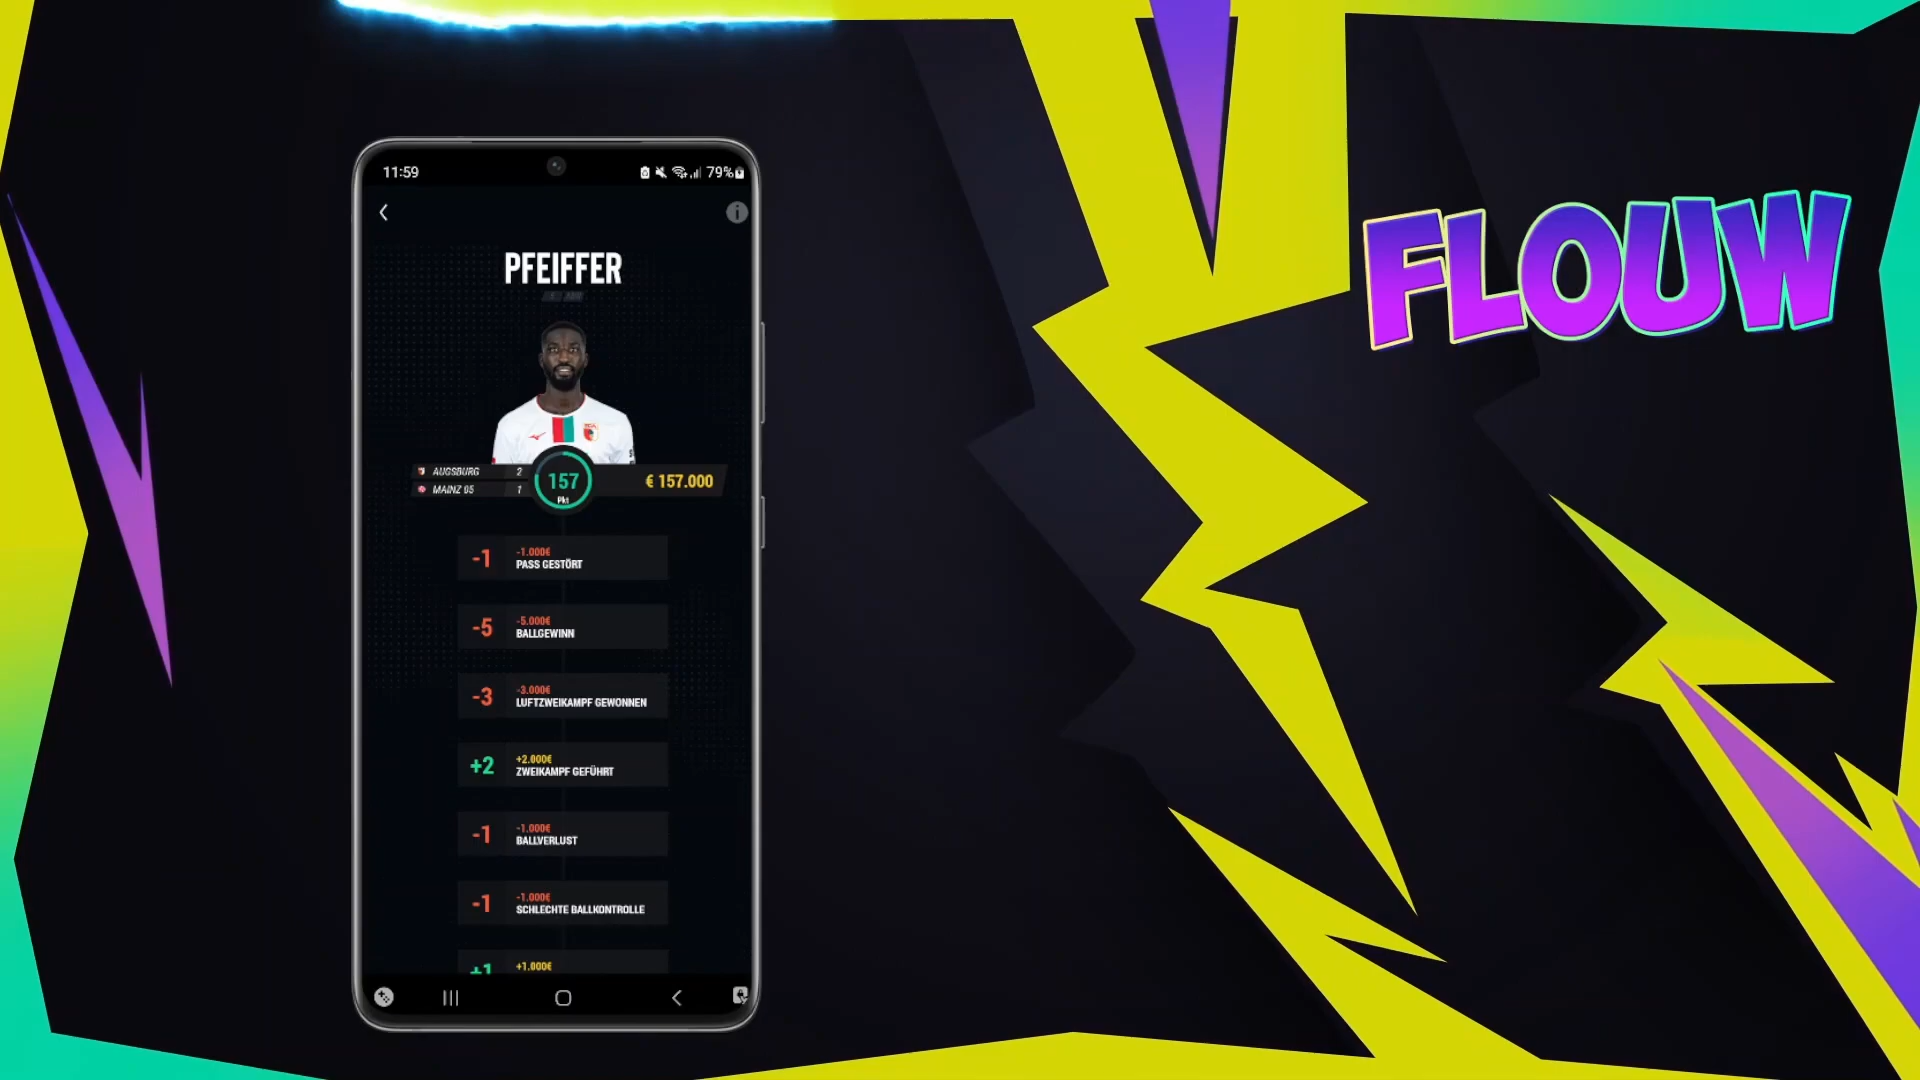 11:59
79%
PFEIFFER
AUGSBURG 2
MAINZ 05 1
157
Pkt
€ 157.000
-1
-1.000€
PASS GESTÖRT
-5
-5.000€
BALLGEWINN
-3
-3.000€
LUFTZWEIKAMPF GEWONNEN
+2
+2.000€
ZWEIKAMPF GEFÜHRT
-1
-1.000€
BALLVERLUST
-1
-1.000€
SCHLECHTE BALLKONTROLLE
+1
+1.000€
FLOUW